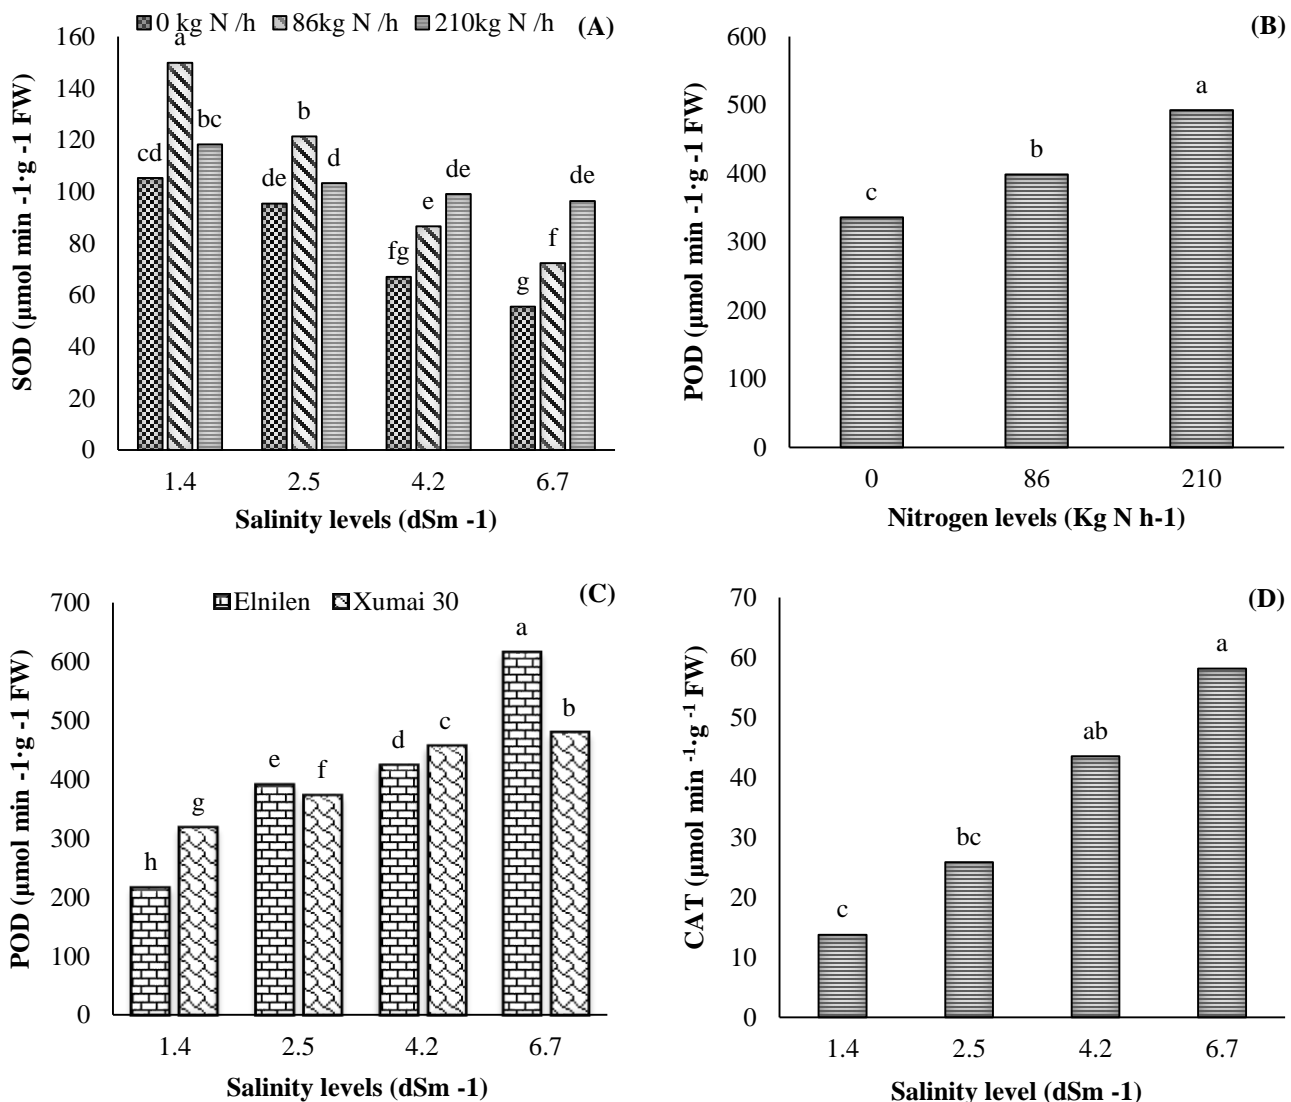 0 kg N /h 86kg N /h 210kg N /h (A)
SOD (µmol min -1·g -1 FW)
160
140
120
100
80
60
40
20
0
cd a bc
de b d
fg e de
g f de
1.4 2.5 4.2 6.7
Salinity levels (dSm -1)
(B)
POD (µmol min -1·g -1 FW)
600
500
400
300
200
100
0
c b a
0 86 210
Nitrogen levels (Kg N h-1)
Elnilen Xumai 30 (C)
POD (µmol min -1·g -1 FW)
700
600
500
400
300
200
100
0
h g e f d c a b
1.4 2.5 4.2 6.7
Salinity levels (dSm -1)
(D)
CAT (µmol min -1·g -1 FW)
70
60
50
40
30
20
10
0
c bc ab a
1.4 2.5 4.2 6.7
Salinity level (dSm -1)